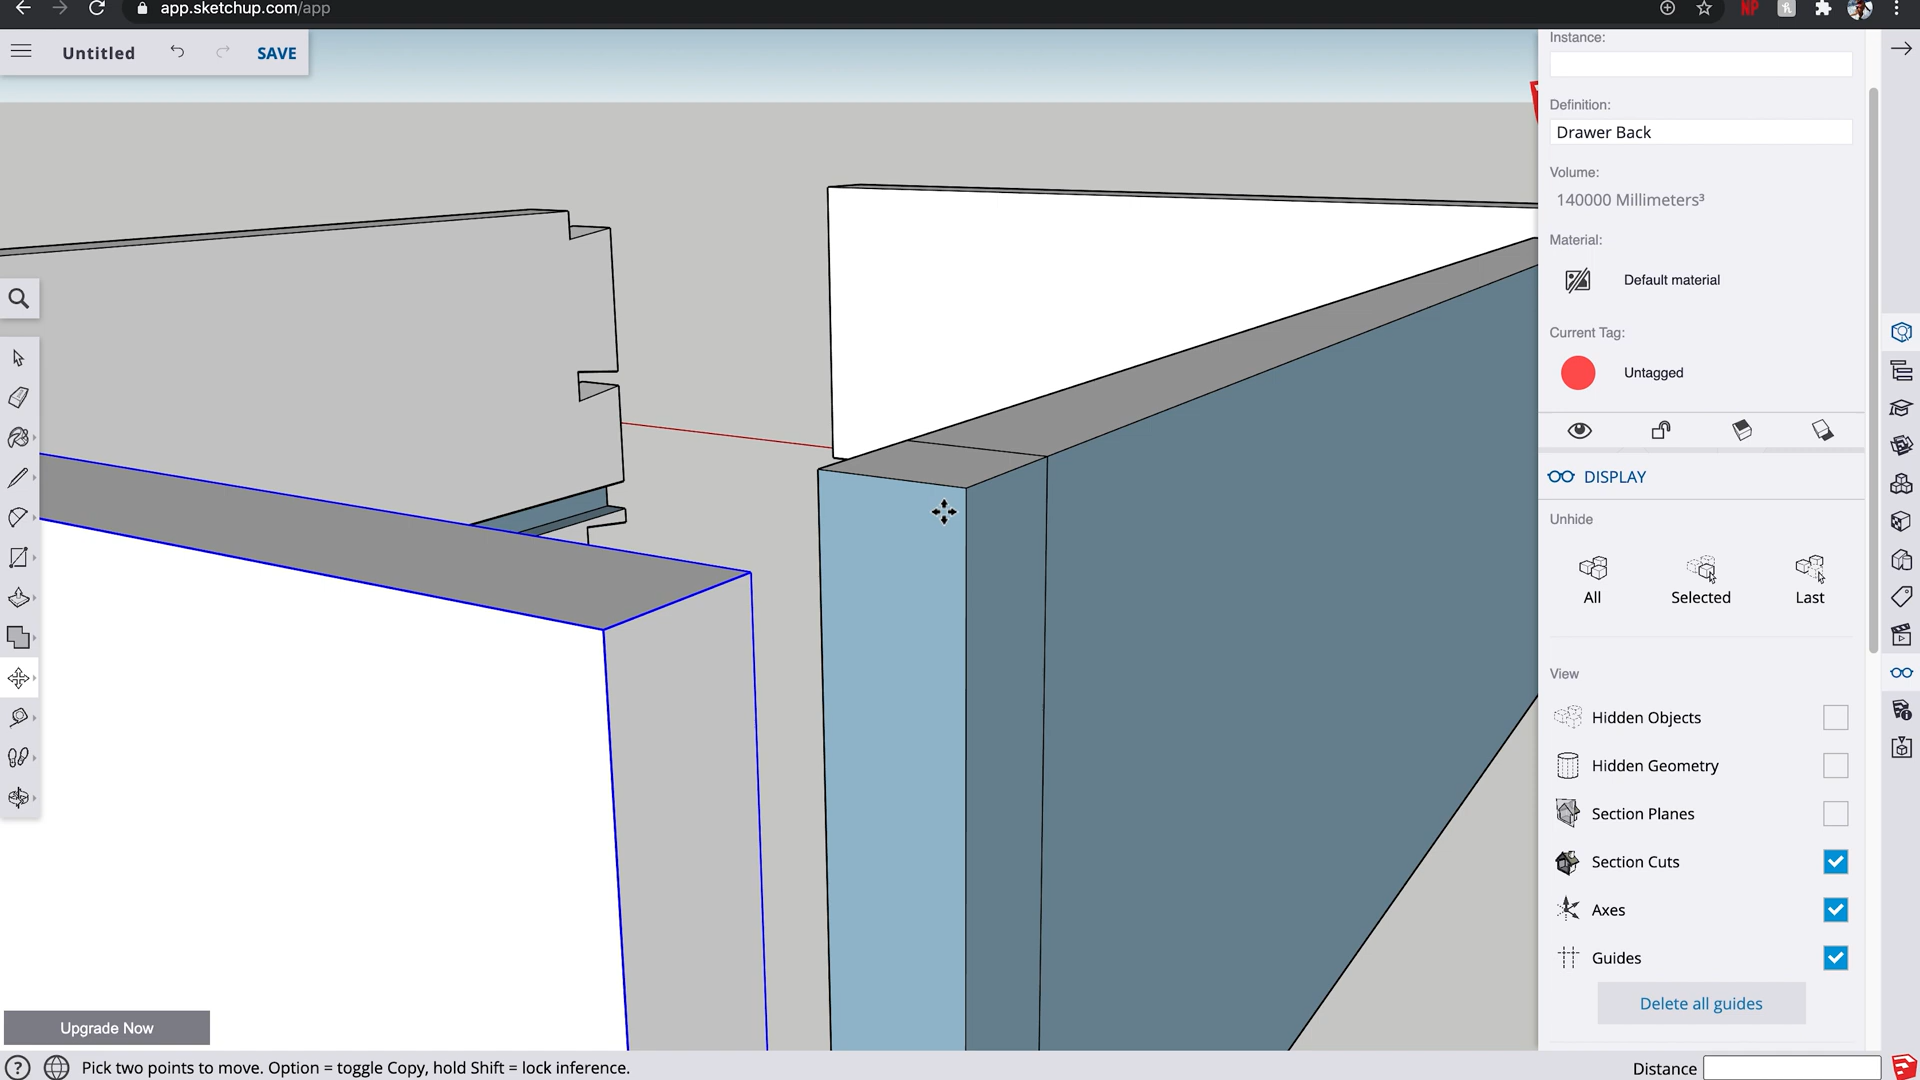 app.sketchup.com/app
NP
Untitled
SAVE
Instance:
Definition:
Drawer Back
Volume:
140000 Millimeters³
Material:
Default material
Current Tag:
Untagged
DISPLAY
Unhide
All
Selected
Last
View
Hidden Objects
Hidden Geometry
Section Planes
Section Cuts
Axes
Guides
Delete all guides
Upgrade Now
Pick two points to move. Option = toggle Copy, hold Shift = lock inference.
Distance